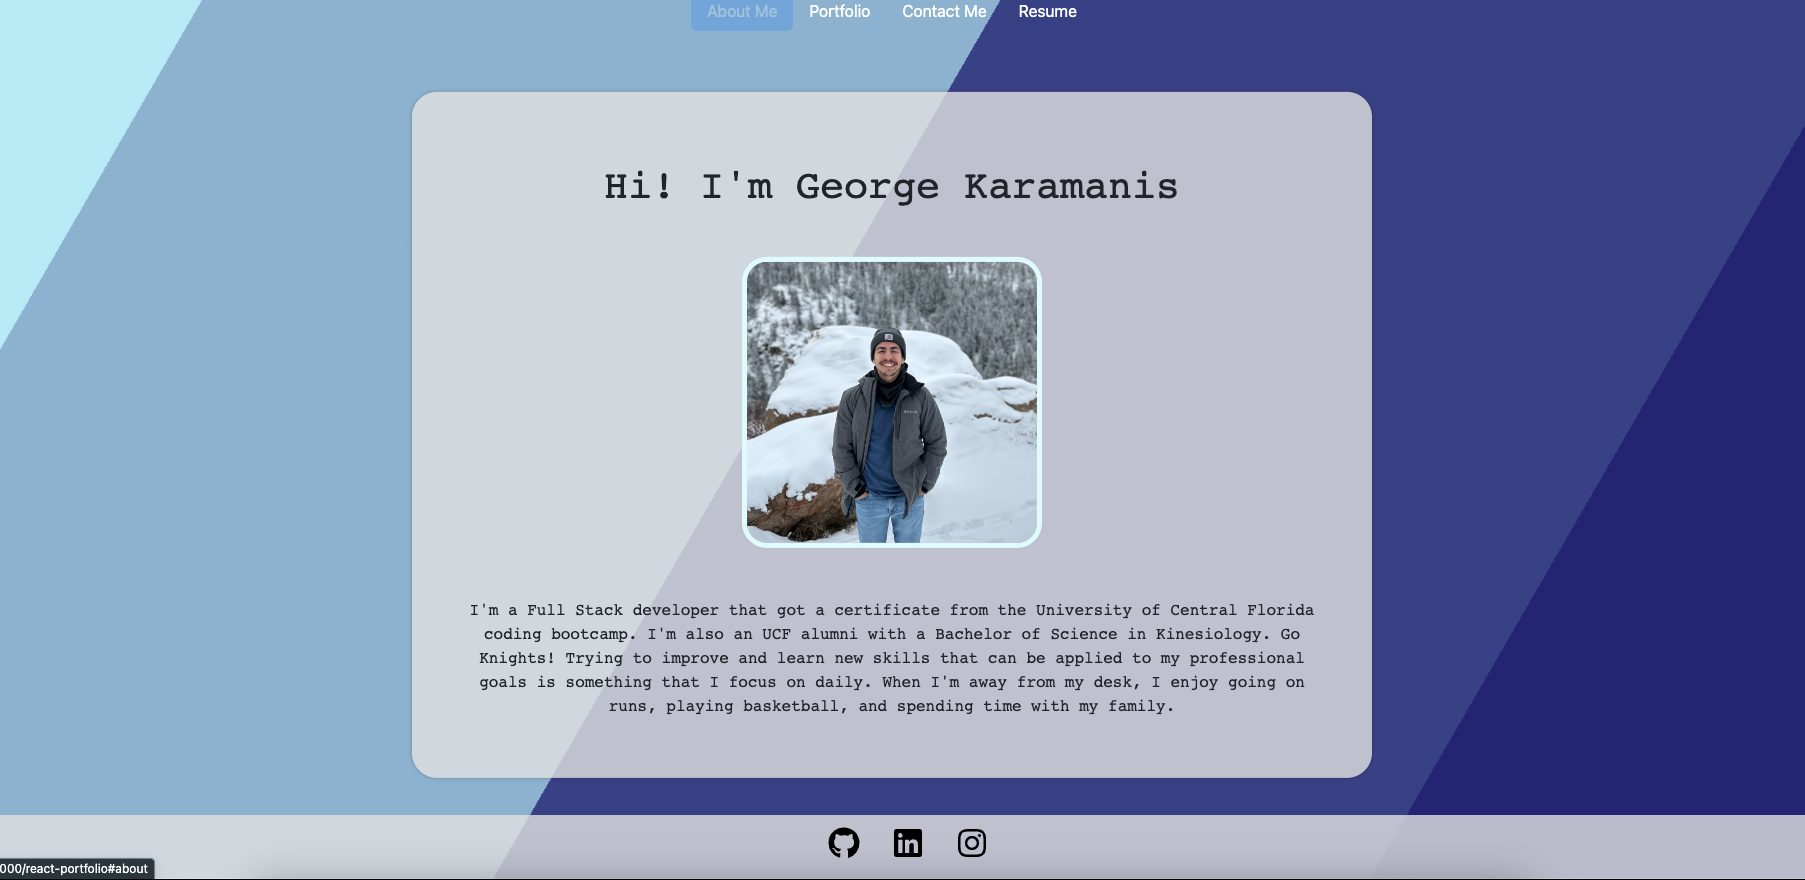 About Me Portfolio Contact Me Resume
Hi! I'm George Karamanis
I'm a Full Stack developer that got a certificate from the University of Central Florida
coding bootcamp. I'm also an UCF alumni with a Bachelor of Science in Kinesiology. Go
Knights! Trying to improve and learn new skills that can be applied to my professional
goals is something that I focus on daily. When I'm away from my desk, I enjoy going on
runs, playing basketball, and spending time with my family.
in
000/react-portfolio#about